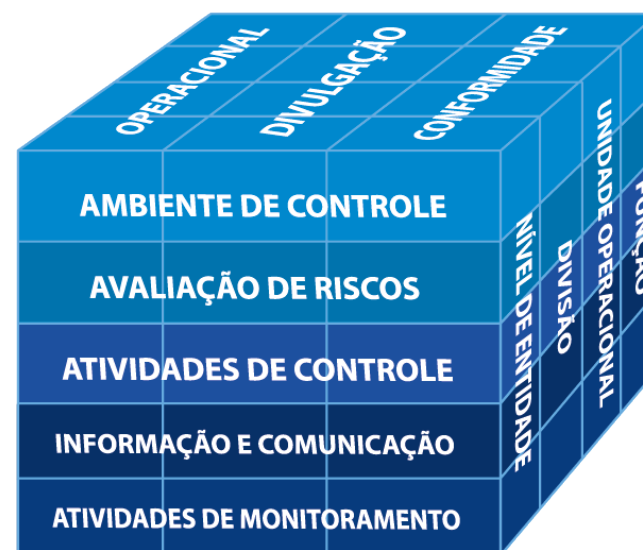 OPERACIONAL
DIVULGAÇÃO
CONFORMIDADE
AMBIENTE DE CONTROLE
AVALIAÇÃO DE RISCOS
ATIVIDADES DE CONTROLE
INFORMAÇÃO E COMUNICAÇÃO
ATIVIDADES DE MONITORAMENTO
NÍVEL DE ENTIDADE
DIVISÃO
UNIDADE OPERACIONAL
FUNÇÃO